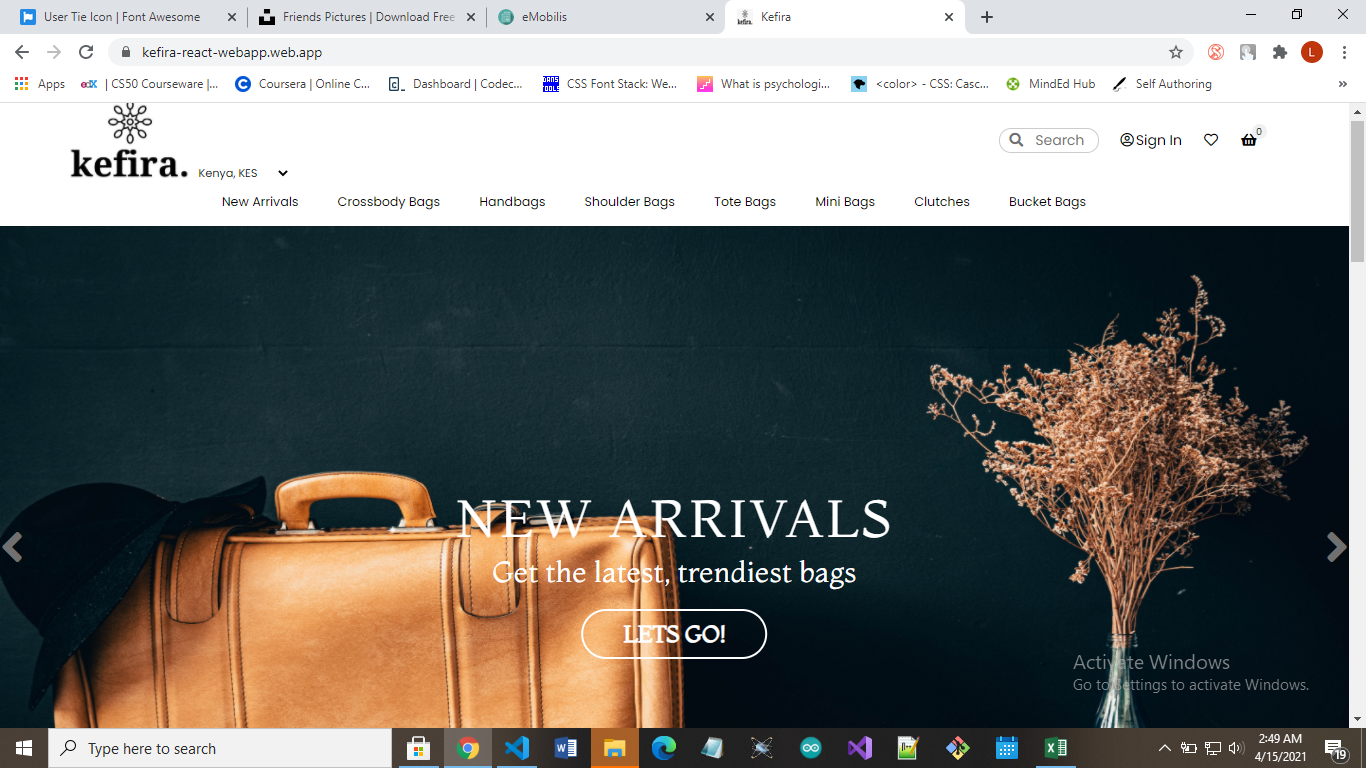 User Tie Icon | Font Awesome
Friends Pictures | Download Free
eMobilis
Kefira
kefira-react-webapp.web.app
L
Apps
edX | CS50 Courseware |...
Coursera | Online C...
Dashboard | Codec...
CSS Font Stack: We...
What is psychologi...
<color> - CSS: Casc...
MindEd Hub
Self Authoring
»
kefira.
Kenya, KES
Search
Sign In
0
New Arrivals
Crossbody Bags
Handbags
Shoulder Bags
Tote Bags
Mini Bags
Clutches
Bucket Bags
NEW ARRIVALS
Get the latest, trendiest bags
LETS GO!
Activate Windows
Go to Settings to activate Windows.
Type here to search
2:49 AM
4/15/2021
19